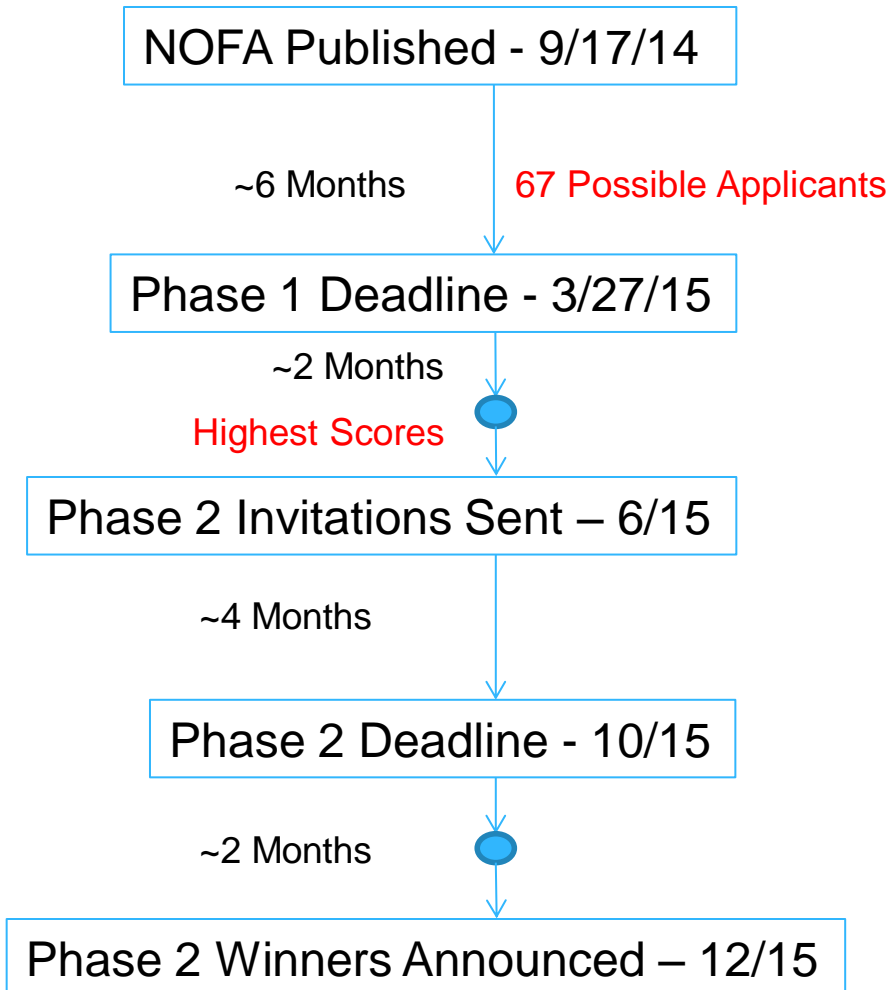 NOFA Published - 9/17/14
~6 Months
67 Possible Applicants
Phase 1 Deadline - 3/27/15
~2 Months
Highest Scores
Phase 2 Invitations Sent – 6/15
~4 Months
Phase 2 Deadline - 10/15
~2 Months
Phase 2 Winners Announced – 12/15